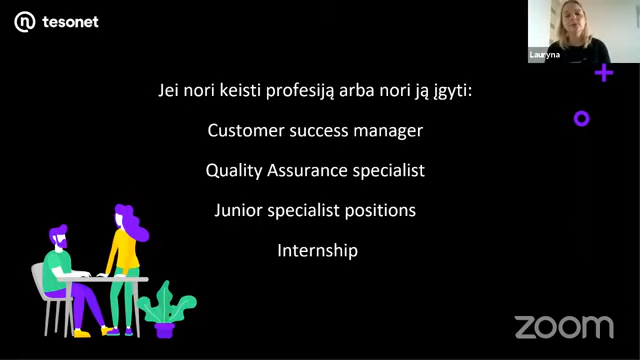 tesonet
Lauryna
Jei nori keisti profesiją arba nori ją įgyti:
Customer success manager
Quality Assurance specialist
Junior specialist positions
Internship
zoom